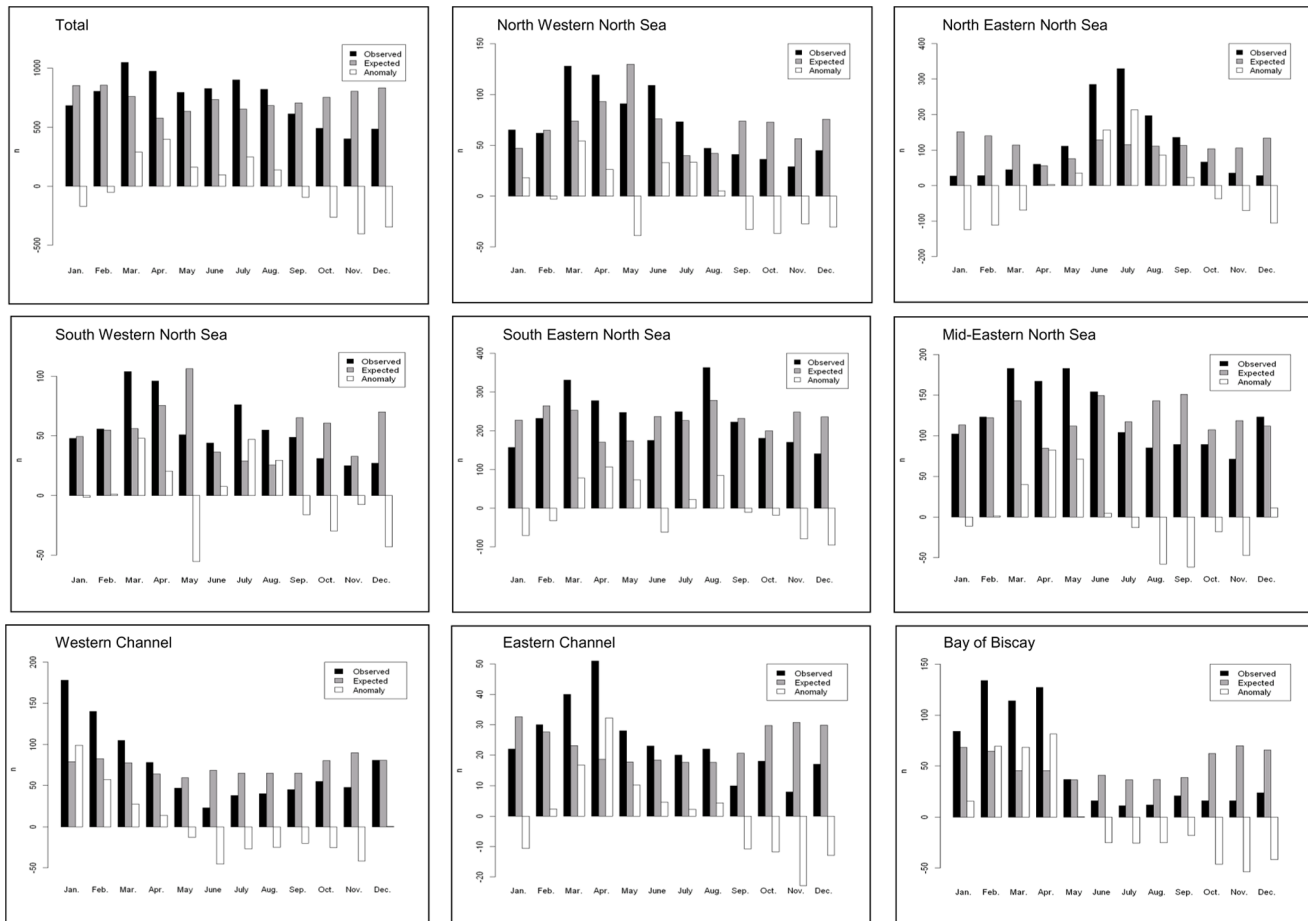 Total
Observed
Expected
Anomaly
1000
500
0
-500
n
Jan. Feb. Mar. Apr. May June July Aug. Sep. Oct. Nov. Dec.
North Western North Sea
Observed
Expected
Anomaly
150
100
50
0
-50
n
Jan. Feb. Mar. Apr. May June July Aug. Sep. Oct. Nov. Dec.
North Eastern North Sea
Observed
Expected
Anomaly
400
300
200
100
0
-100
-200
n
Jan. Feb. Mar. Apr. May June July Aug. Sep. Oct. Nov. Dec.
South Western North Sea
Observed
Expected
Anomaly
100
50
0
-50
n
Jan. Feb. Mar. Apr. May June July Aug. Sep. Oct. Nov. Dec.
South Eastern North Sea
Observed
Expected
Anomaly
400
300
200
100
0
-100
n
Jan. Feb. Mar. Apr. May June July Aug. Sep. Oct. Nov. Dec.
Mid-Eastern North Sea
Observed
Expected
Anomaly
200
150
100
50
0
-50
n
Jan. Feb. Mar. Apr. May June July Aug. Sep. Oct. Nov. Dec.
Western Channel
Observed
Expected
Anomaly
200
150
100
50
0
-50
n
Jan. Feb. Mar. Apr. May June July Aug. Sep. Oct. Nov. Dec.
Eastern Channel
Observed
Expected
Anomaly
50
40
30
20
10
0
-10
-20
n
Jan. Feb. Mar. Apr. May June July Aug. Sep. Oct. Nov. Dec.
Bay of Biscay
Observed
Expected
Anomaly
150
100
50
0
-50
n
Jan. Feb. Mar. Apr. May June July Aug. Sep. Oct. Nov. Dec.